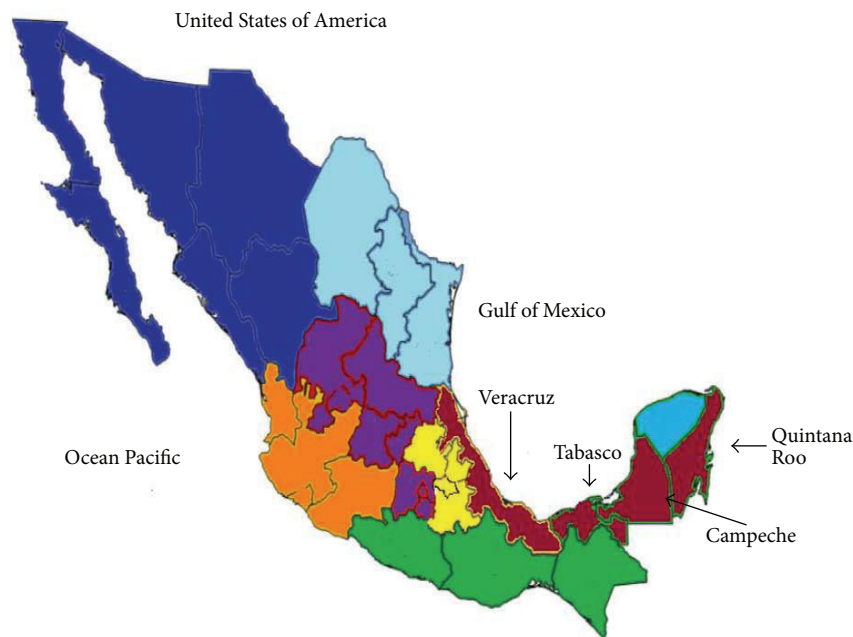 United States of America
Gulf of Mexico
Veracruz
Ocean Pacific
Tabasco
Quintana
Roo
Campeche